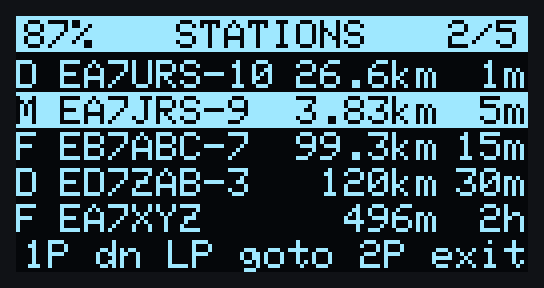 87% STATIONS 2/5
D EA7URS-10 26.6km 1m
M EA7JRS-9 3.83km 5m
F EB7ABC-7 99.3km 15m
D ED7ZAB-3 120km 30m
F EA7XYZ 496m 2h
1P dn LP goto 2P exit